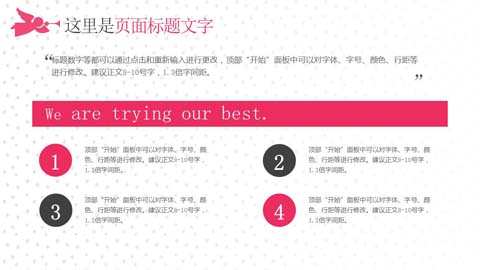 这里是页面标题文字
“标题数字等都可以通过点击和重新输入进行更改，顶部“开始”面板中可以对字体、字号、颜色、行距等
进行修改。建议正文8-10号字，1.3倍字间距。”
We are trying our best.
1
顶部“开始”面板中可以对字体、字号、颜
色、行距等进行修改。建议正文8-10号字，
1.3倍字间距。
2
顶部“开始”面板中可以对字体、字号、颜
色、行距等进行修改。建议正文8-10号字，
1.3倍字间距。
3
顶部“开始”面板中可以对字体、字号、颜
色、行距等进行修改。建议正文8-10号字，
1.3倍字间距。
4
顶部“开始”面板中可以对字体、字号、颜
色、行距等进行修改。建议正文8-10号字，
1.3倍字间距。